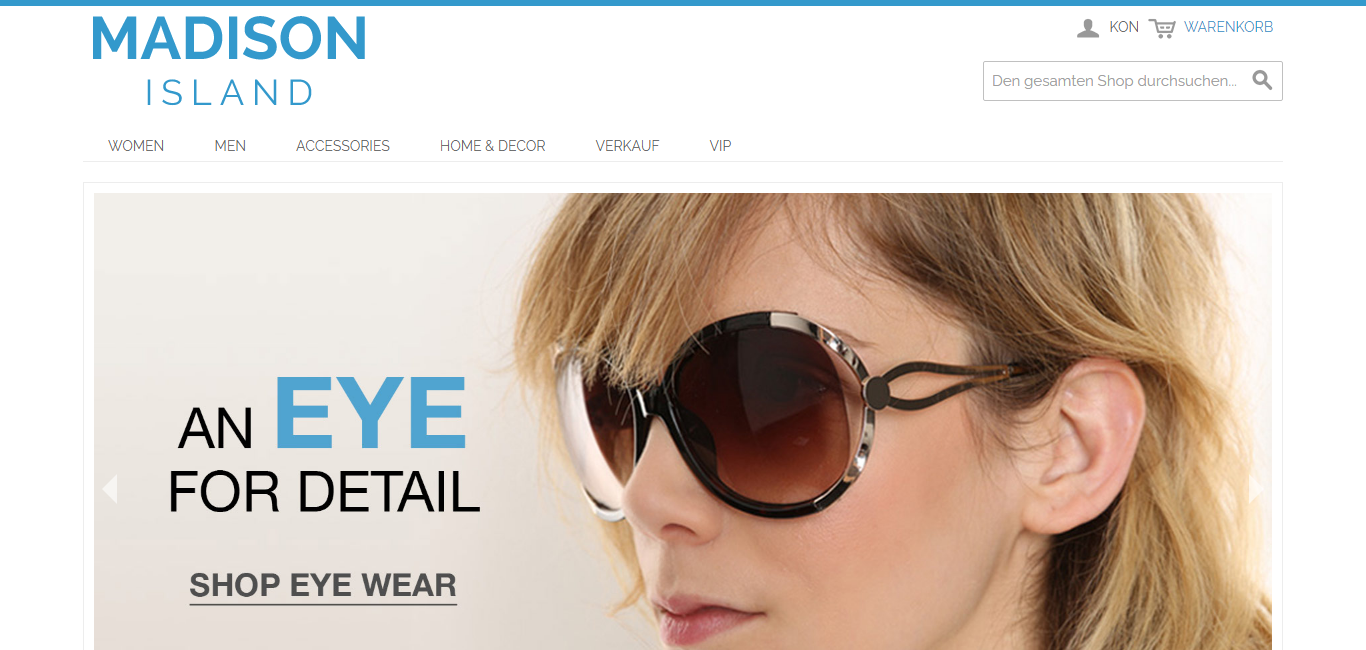 MADISON
ISLAND
KON
WARENKORB
Den gesamten Shop durchsuchen...
WOMEN
MEN
ACCESSORIES
HOME & DECOR
VERKAUF
VIP
AN EYE
FOR DETAIL
SHOP EYE WEAR